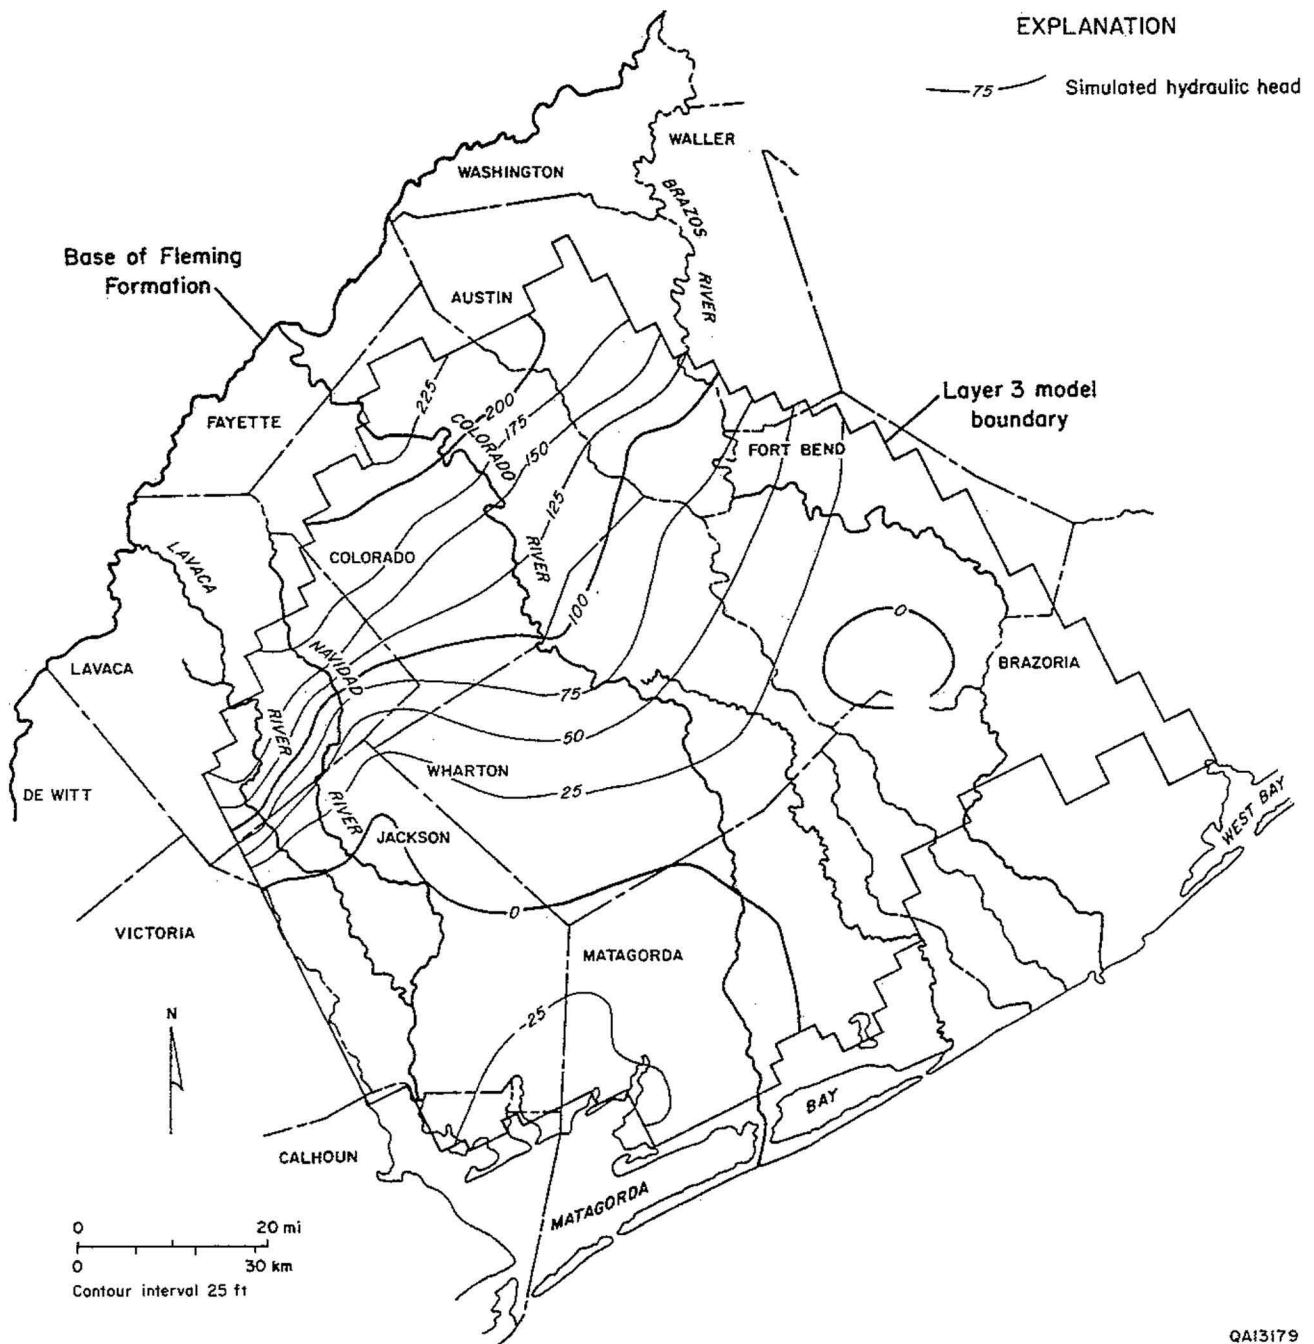 EXPLANATION
75 Simulated hydraulic head
WALLER
WASHINGTON
BRAZOS
RIVER
Base of Fleming
Formation
AUSTIN
225
200
COLORADO
175
150
125
RIVER
100
FAYETTE
Layer 3 model
boundary
FORT BEND
COLORADO
LAVACA
RIVER
NAVIDAD
RIVER
LAVACA
0
BRAZORIA
75
50
25
WHARTON
DE WITT
JACKSON
WEST BAY
0
VICTORIA
MATAGORDA
-25
N
CALHOUN
BAY
MATAGORDA
0 20 mi
0 30 km
Contour interval 25 ft
QA13179